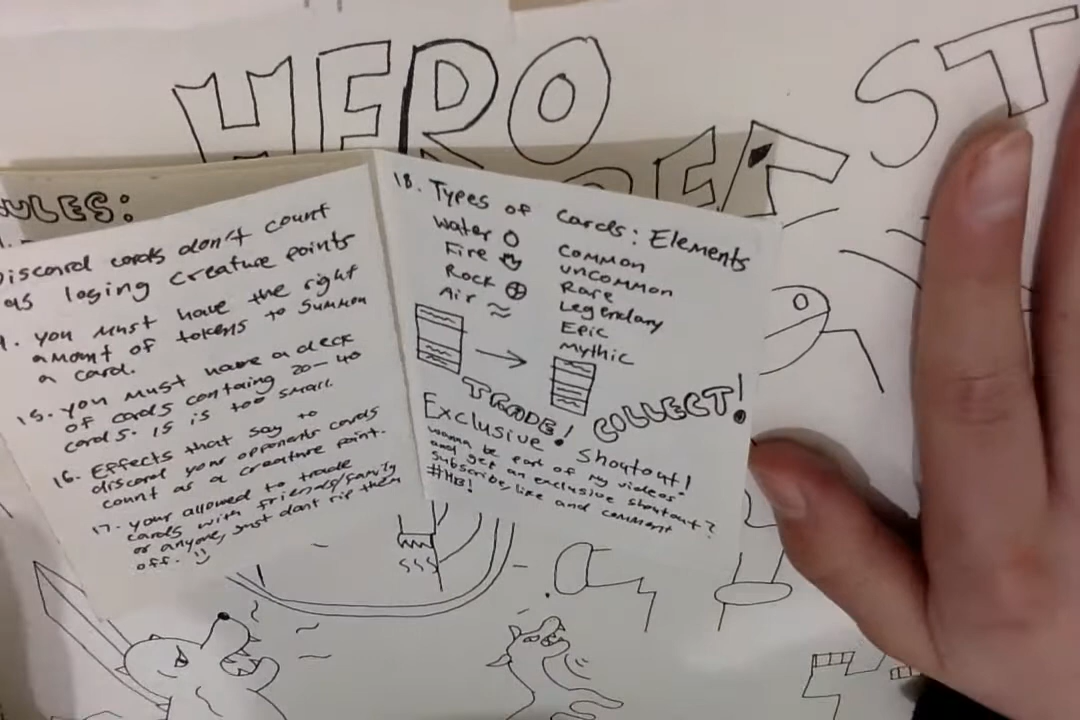 HERO
ST
RULES:
Discard cards don't count
as losing creature points
you must have the right
amount of tokens to summon
a card.
15. you must have a deck
of cards containg 20-40
cards. 15 is too small.
16. Effects that say to
discard your opponents cards
count as a creature point.
17. your allowed to trade
cards with friends/family
or anyone, just dont rip them
off.
18. Types of cards: Elements
Water
Fire
Rock
Air
common
uncommon
Rare
Legendary
Epic
Mythic
TRADE!
COLLECT!
Exclusive shoutout!
wanna be part of my videos
and get an exclusive shoutout?
Subscribe, like and comment
#HB!